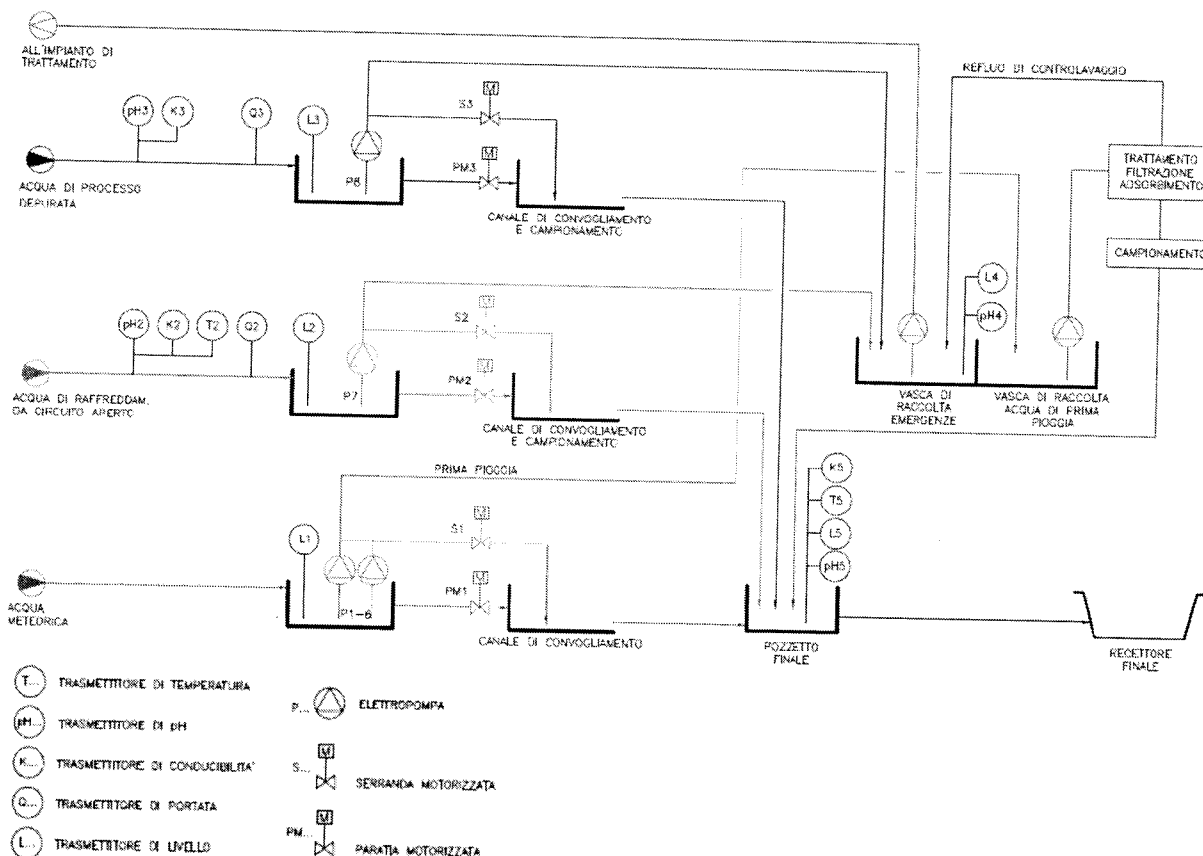 ALL'IMPIANTO DI
TRATTAMENTO
REFLUO DI CONTROLAVAGGIO
pH3
K3
Q3
L3
P8
S3
M
PM3
M
ACQUA DI PROCESSO
DEPURATA
CANALE DI CONVOGLIAMENTO
E CAMPIONAMENTO
TRATTAMENTO
FILTRAZIONE
ADSORBIMENTO
CAMPIONAMENTO
pH2
K2
T2
Q2
L2
P7
S2
M
PM2
M
ACQUA DI RAFFREDDAM.
DA CIRCUITO APERTO
CANALE DI CONVOGLIAMENTO
E CAMPIONAMENTO
L4
pH4
VASCA DI
RACCOLTA
EMERGENZE
VASCA DI RACCOLTA
ACQUA DI PRIMA
PIOGGIA
PRIMA PIOGGIA
L1
P1-6
S1
M
PM1
M
ACQUA
METEORICA
CANALE DI CONVOGLIAMENTO
K5
T5
L5
pH5
POZZETTO
FINALE
RECETTORE
FINALE
T... TRASMETTITORE DI TEMPERATURA
pH... TRASMETTITORE DI pH
K... TRASMETTITORE DI CONDUCIBILITA'
Q... TRASMETTITORE DI PORTATA
L... TRASMETTITORE DI LIVELLO
P... ELETTROPOMPA
M
S... SERRANDA MOTORIZZATA
M
PM... PARATIA MOTORIZZATA